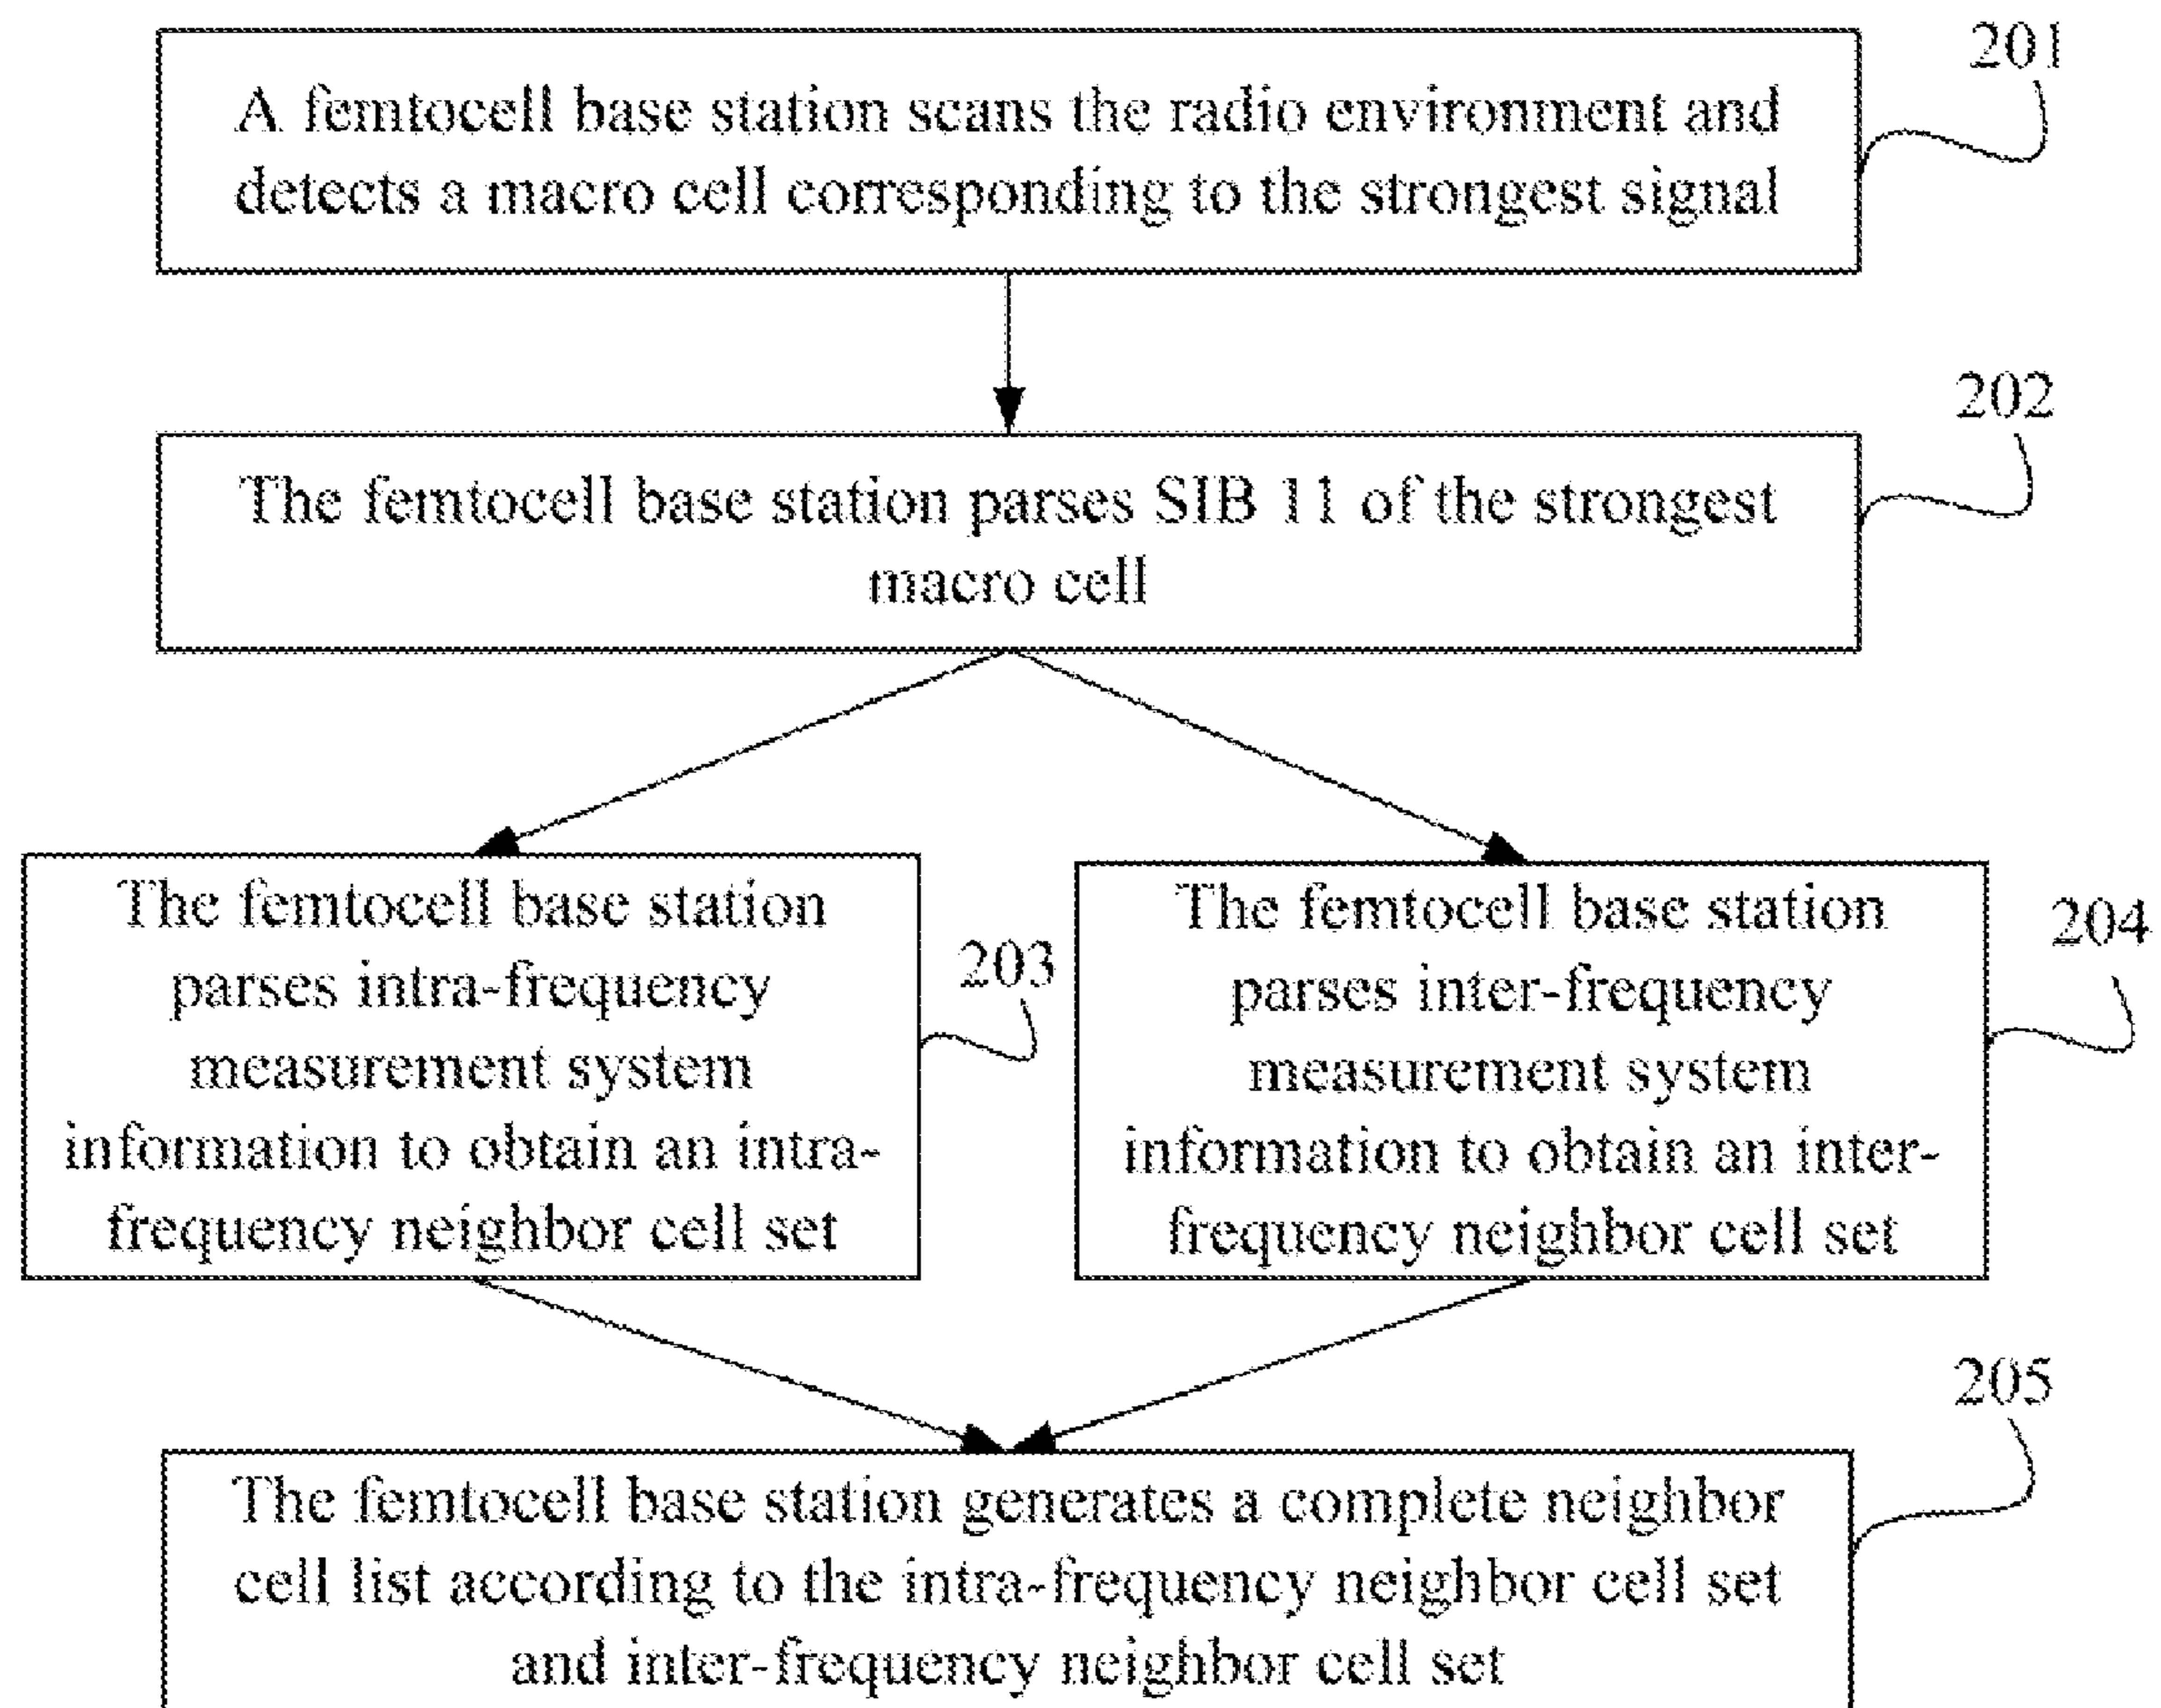 201
A femtocell base station scans the radio environment and
detects a macro cell corresponding to the strongest signal
202
The femtocell base station parses SIB 11 of the strongest
macro cell
The femtocell base station
parses intra-frequency
measurement system
information to obtain an intra-
frequency neighbor cell set
203
The femtocell base station
parses inter-frequency
measurement system
information to obtain an inter-
frequency neighbor cell set
204
205
The femtocell base station generates a complete neighbor
cell list according to the intra-frequency neighbor cell set
and inter-frequency neighbor cell set